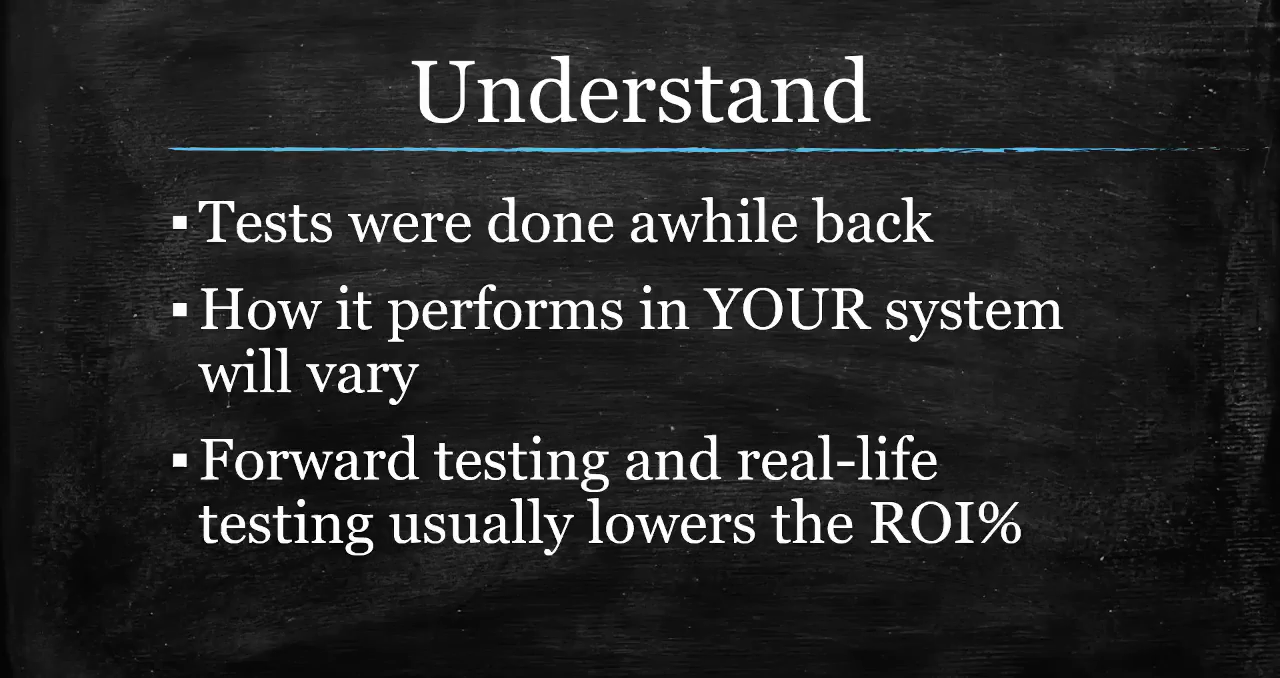 Understand
▪ Tests were done awhile back
▪ How it performs in YOUR system
will vary
▪ Forward testing and real-life
testing usually lowers the ROI%